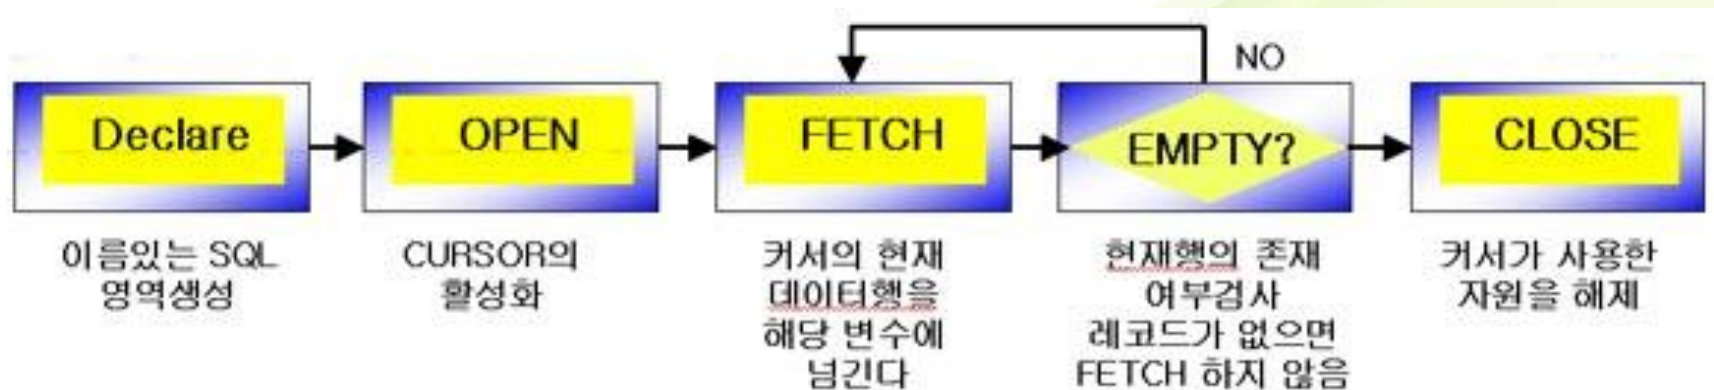 NO
Declare
OPEN
FETCH
EMPTY?
CLOSE
이름있는 SQL
영역생성
CURSOR의
활성화
커서의 현재
데이터행을
해당 변수에
넘긴다
현재행의 존재
여부검사
레코드가 없으면
FETCH 하지 않음
커서가 사용한
자원을 해제